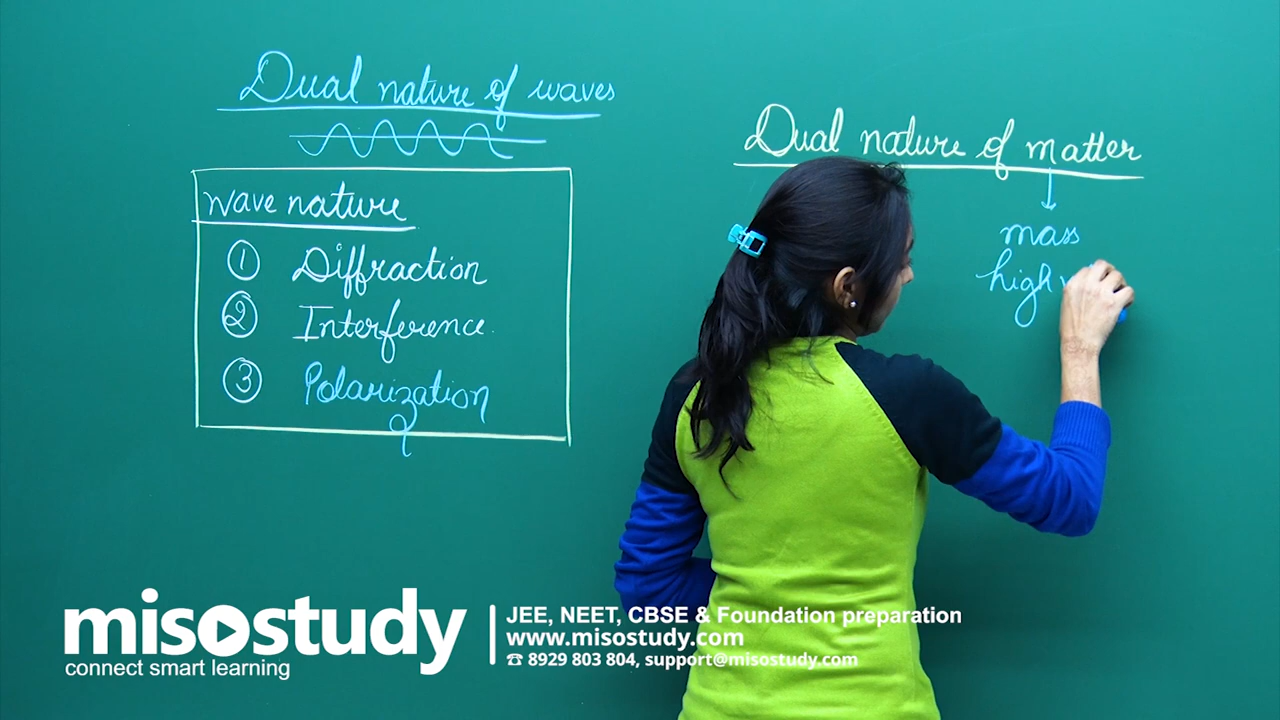 Dual nature of waves
wave nature
① Diffraction
② Interference.
③ Polarization
Dual nature of matter
mass
high
misostudy
connect smart learning
JEE, NEET, CBSE & Foundation preparation
www.misostudy.com
☎ 8929 803 804, support@misostudy.com